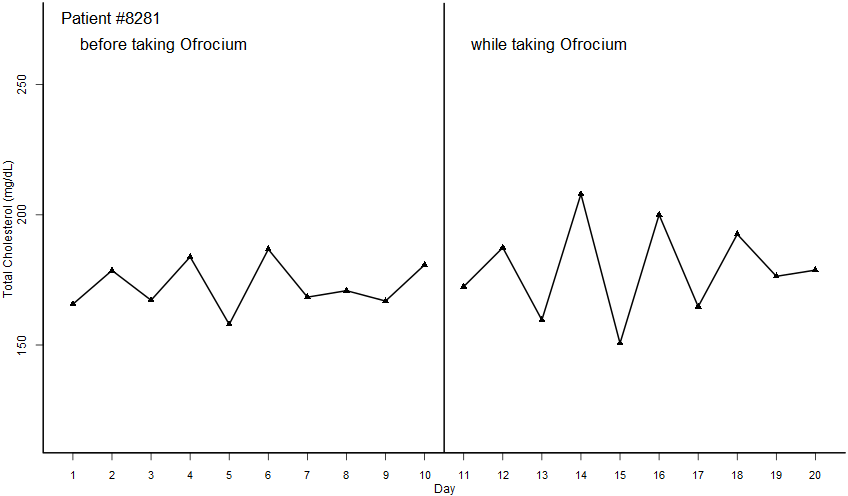 Patient #8281
before taking Ofrocium
while taking Ofrocium
Total Cholesterol (mg/dL)
250
200
150
1 2 3 4 5 6 7 8 9 10 11 12 13 14 15 16 17 18 19 20
Day